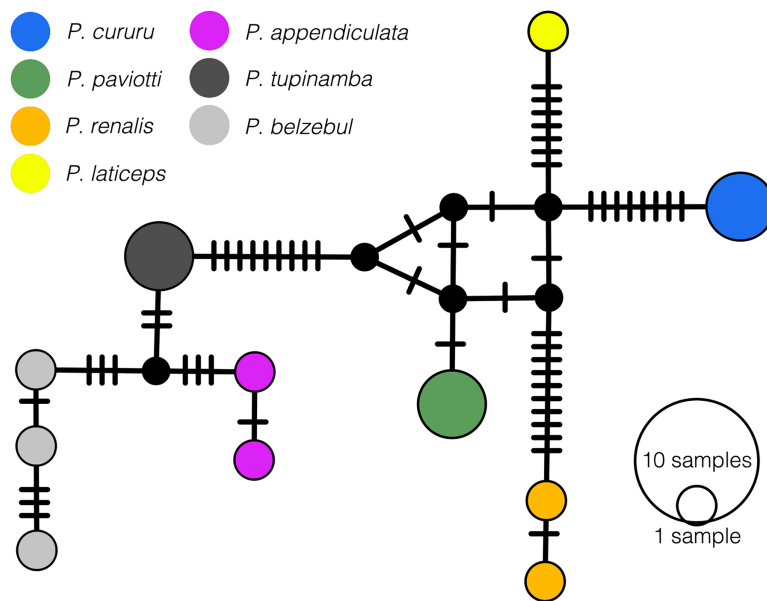 P. cururu
P. paviotti
P. renalis
P. laticeps
P. appendiculata
P. tupinamba
P. belzebul
10 samples
1 sample